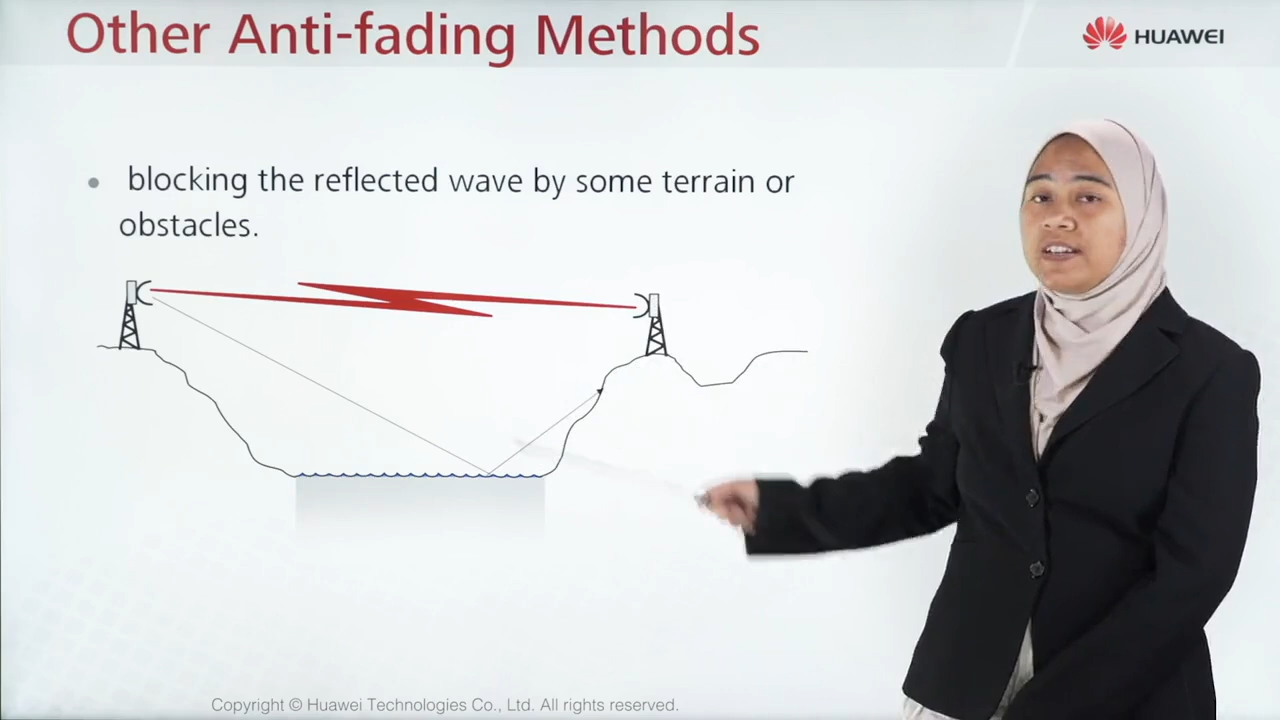 Other Anti-fading Methods
HUAWEI
blocking the reflected wave by some terrain or
obstacles.
Copyright © Huawei Technologies Co., Ltd. All rights reserved.